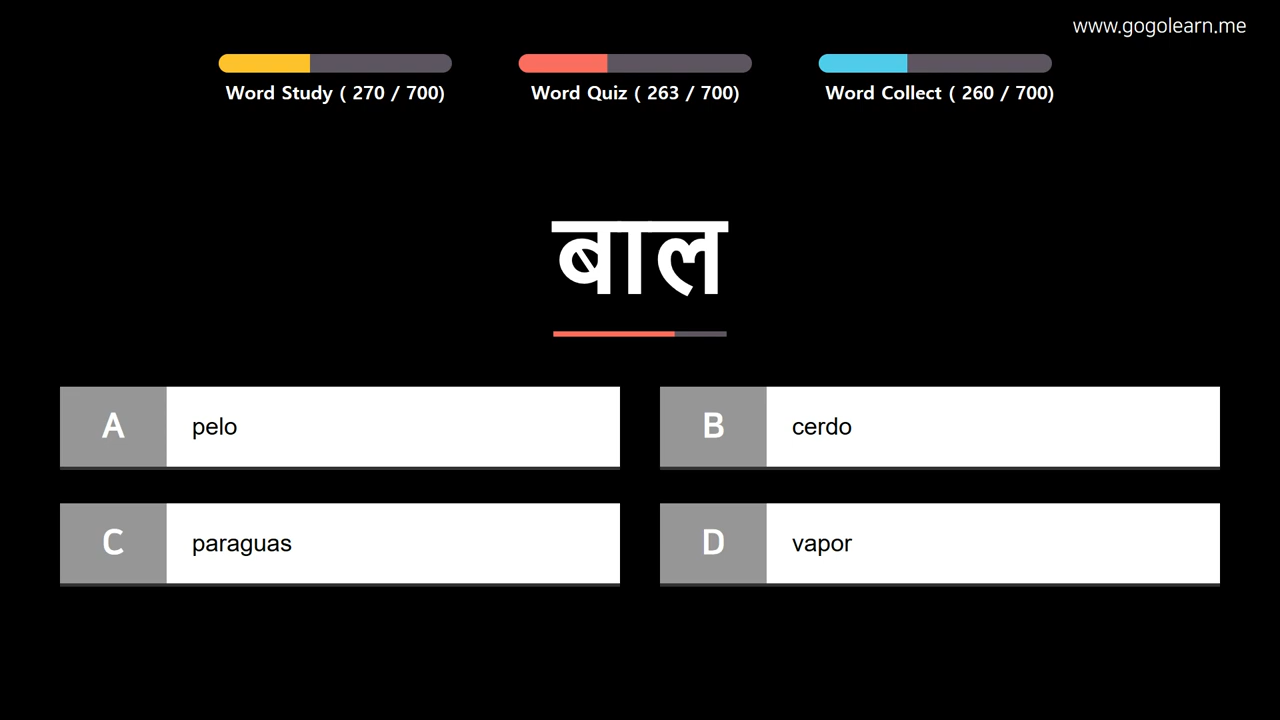 www.gogolearn.me
Word Study ( 270 / 700)
Word Quiz ( 263 / 700)
Word Collect ( 260 / 700)
बाल
A pelo
B cerdo
C paraguas
D vapor